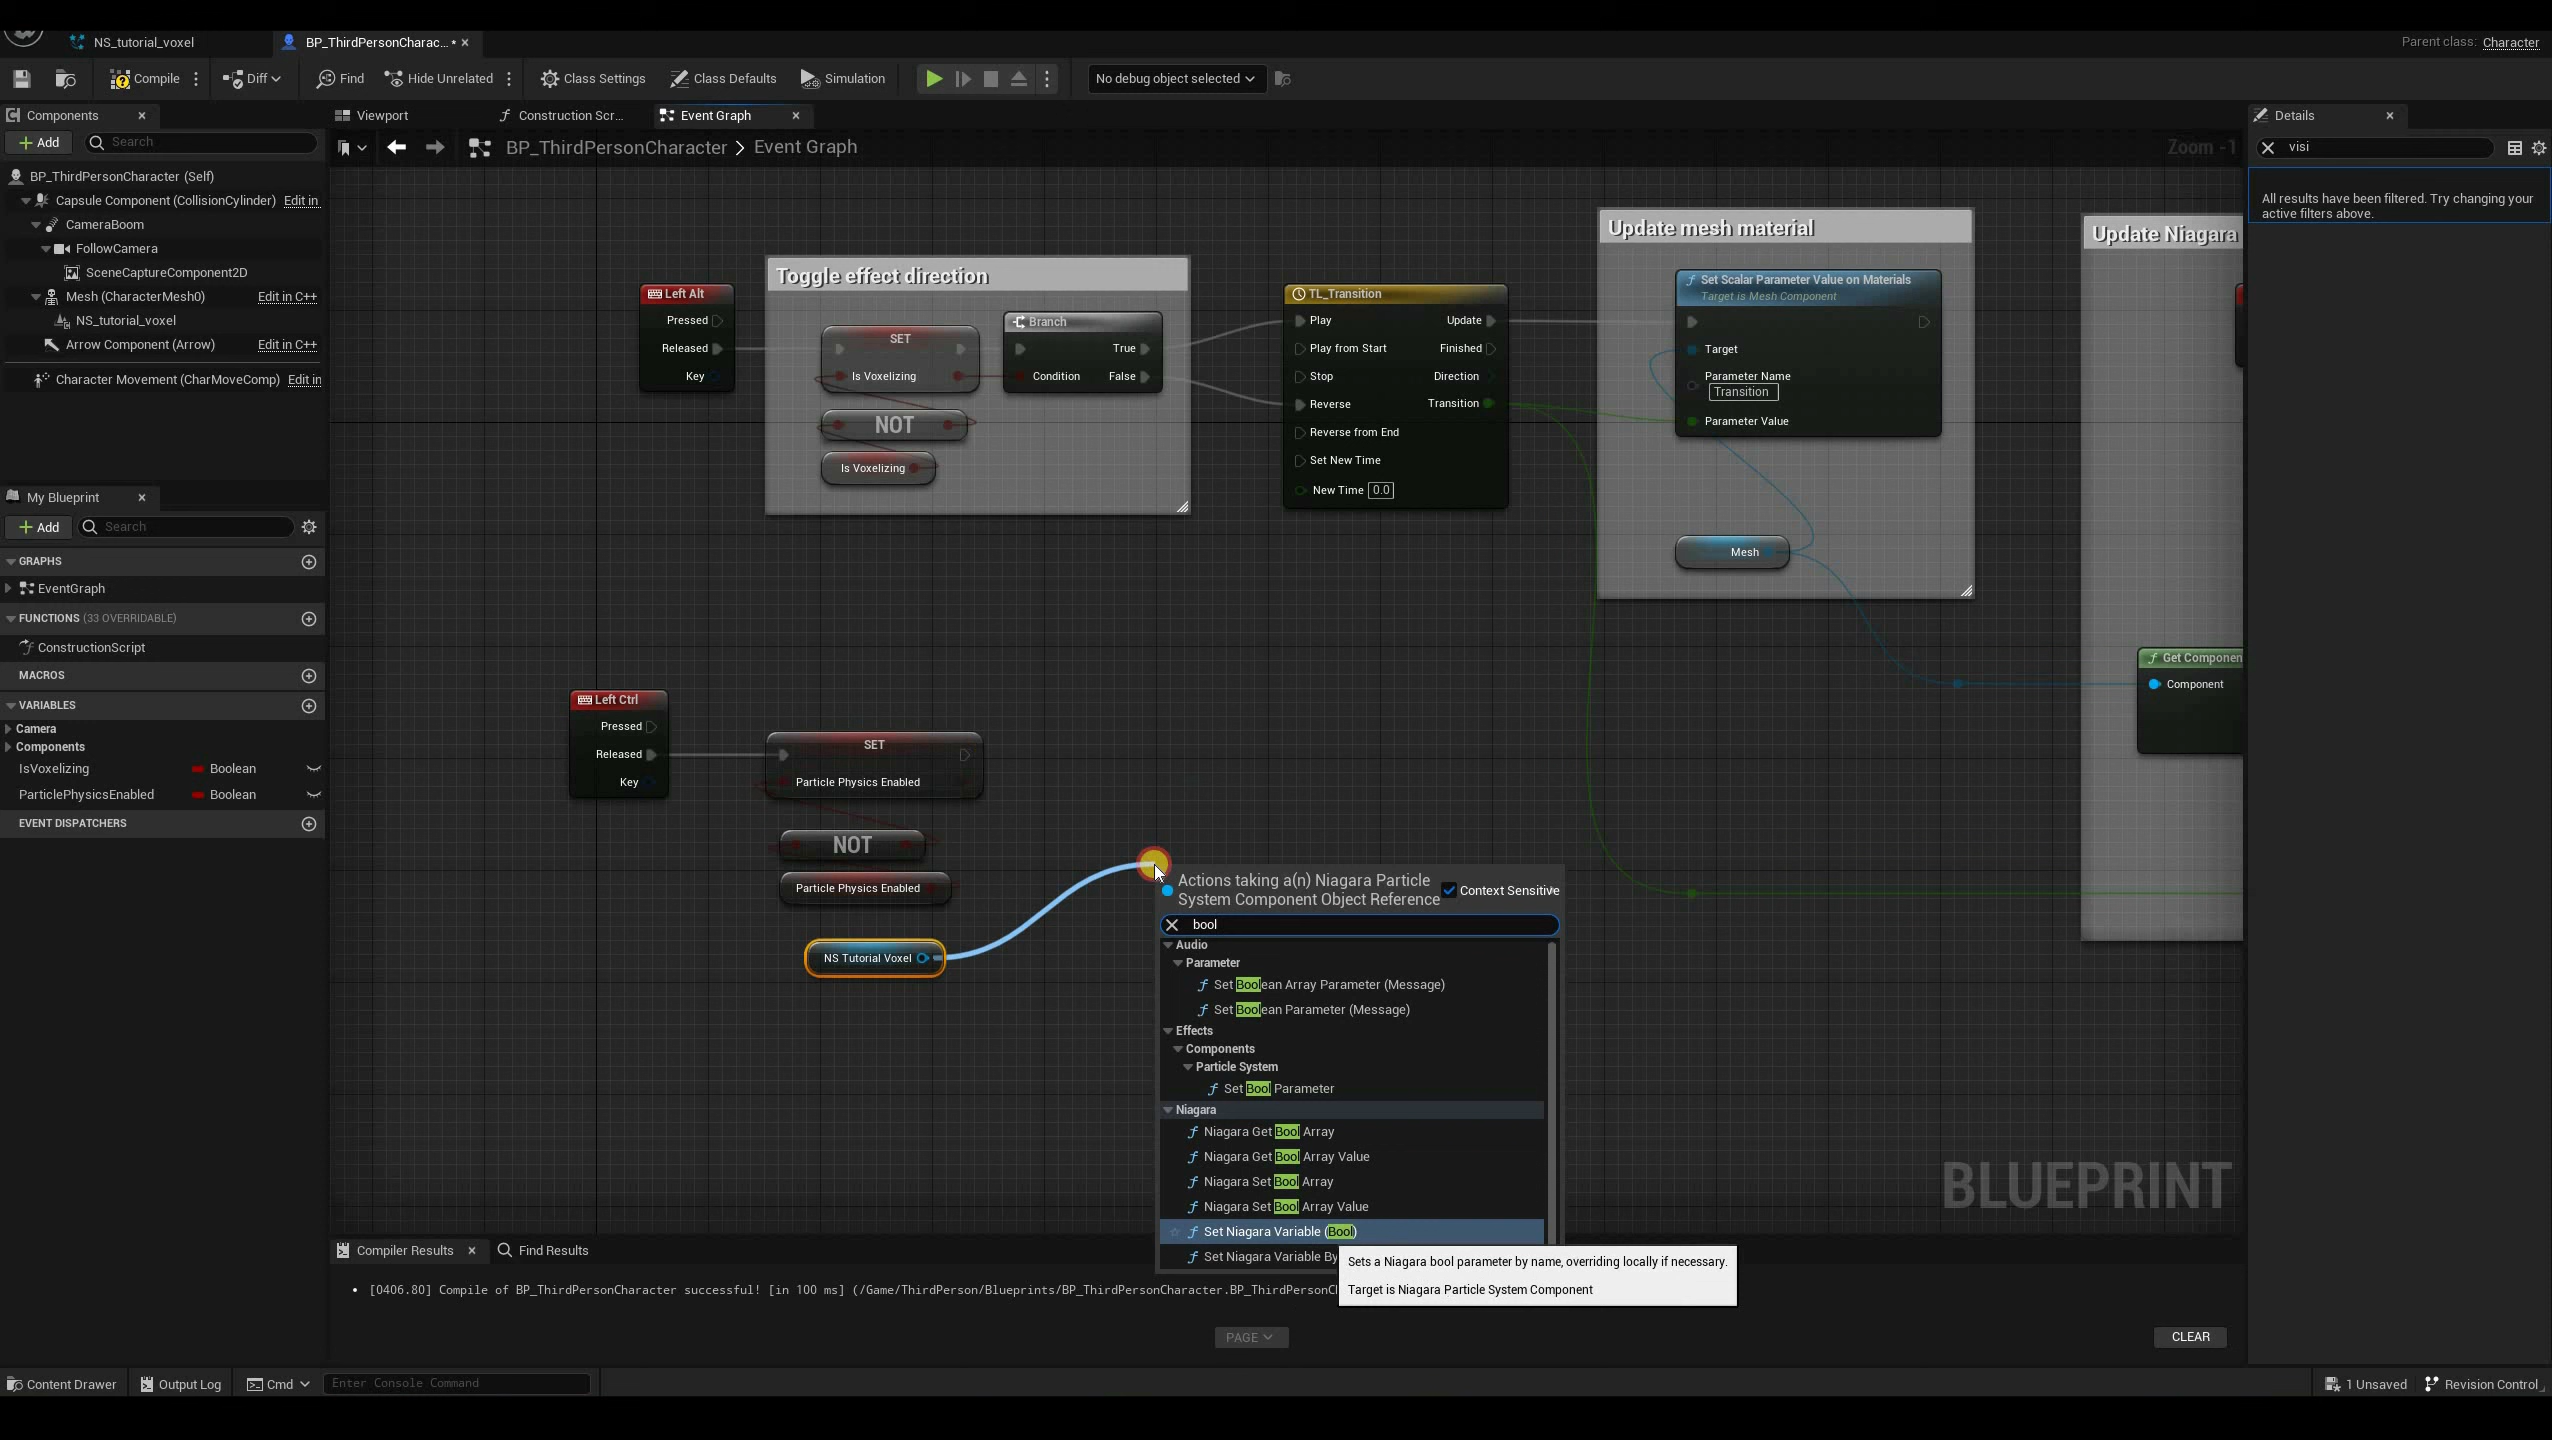 NS_tutorial_voxel
BP_ThirdPersonCharac... •
Parent class: Character
Compile
Diff
Find
Hide Unrelated
Class Settings
Class Defaults
Simulation
No debug object selected
Components
Add
Search
BP_ThirdPersonCharacter (Self)
Capsule Component (CollisionCylinder) Edit in
CameraBoom
FollowCamera
SceneCaptureComponent2D
Mesh (CharacterMesh0) Edit in C++
NS_tutorial_voxel
Arrow Component (Arrow) Edit in C++
Character Movement (CharMoveComp) Edit in
My Blueprint
Add
Search
GRAPHS
EventGraph
FUNCTIONS (33 OVERRIDABLE)
ConstructionScript
MACROS
VARIABLES
Camera
Components
IsVoxelizing Boolean
ParticlePhysicsEnabled Boolean
EVENT DISPATCHERS
Viewport
Construction Scr...
Event Graph
BP_ThirdPersonCharacter > Event Graph
Zoom -1
Toggle effect direction
Left Alt
Pressed
Released
Key
SET
Is Voxelizing
NOT
Is Voxelizing
Branch
True
Condition False
TL_Transition
Play Update
Play from Start Finished
Stop Direction
Reverse Transition
Reverse from End
Set New Time
New Time 0.0
Update mesh material
Set Scalar Parameter Value on Materials
Target is Mesh Component
Target
Parameter Name
Transition
Parameter Value
Mesh
Update Niagara
Get Componen
Component
Left Ctrl
Pressed
Released
Key
SET
Particle Physics Enabled
NOT
Particle Physics Enabled
NS Tutorial Voxel
Actions taking a(n) Niagara Particle
System Component Object Reference
Context Sensitive
bool
Audio
Parameter
Set Boolean Array Parameter (Message)
Set Boolean Parameter (Message)
Effects
Components
Particle System
Set Bool Parameter
Niagara
Niagara Get Bool Array
Niagara Get Bool Array Value
Niagara Set Bool Array
Niagara Set Bool Array Value
Set Niagara Variable (Bool)
Set Niagara Variable By
Sets a Niagara bool parameter by name, overriding locally if necessary.
Target is Niagara Particle System Component
BLUEPRINT
Details
visi
All results have been filtered. Try changing your
active filters above.
Compiler Results
Find Results
• [0406.80] Compile of BP_ThirdPersonCharacter successful! [in 100 ms] (/Game/ThirdPerson/Blueprints/BP_ThirdPersonCharacter.BP_ThirdPersonC
PAGE
CLEAR
Content Drawer
Output Log
Cmd
Enter Console Command
1 Unsaved
Revision Control